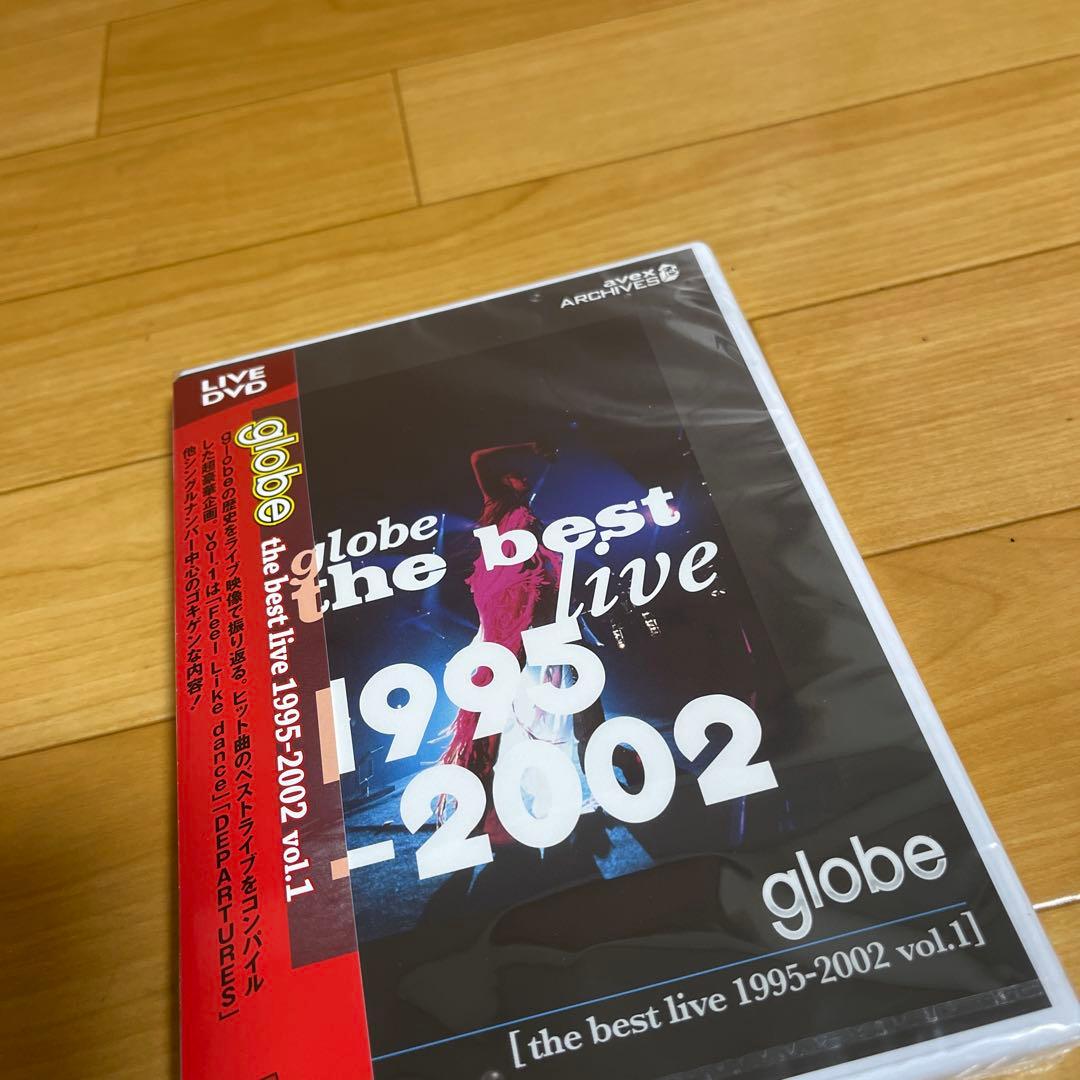 avex
ARCHIVES
LIVE
DVD
globe
the best live 1995-2002 vol.1
globeの歴史をライブ映像で振り返る。ヒット曲のベストライブをコンパイル
した超豪華企画。vol.1は「Feel Like dance」「DEPARTURES」
他シングルナンバー中心のゴキゲンな内容！
globe
the best
live
1995
-2002
globe
[the best live 1995-2002 vol.1]